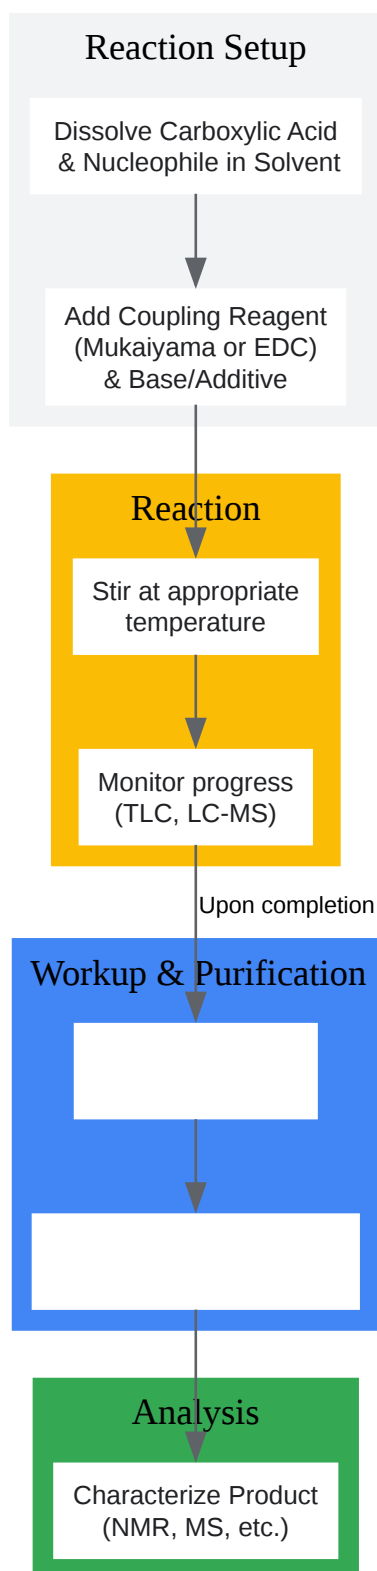 Reaction Setup
Dissolve Carboxylic Acid
& Nucleophile in Solvent
Add Coupling Reagent
(Mukaiyama or EDC)
& Base/Additive
Reaction
Stir at appropriate
temperature
Monitor progress
(TLC, LC-MS)
Upon completion
Workup & Purification
Analysis
Characterize Product
(NMR, MS, etc.)